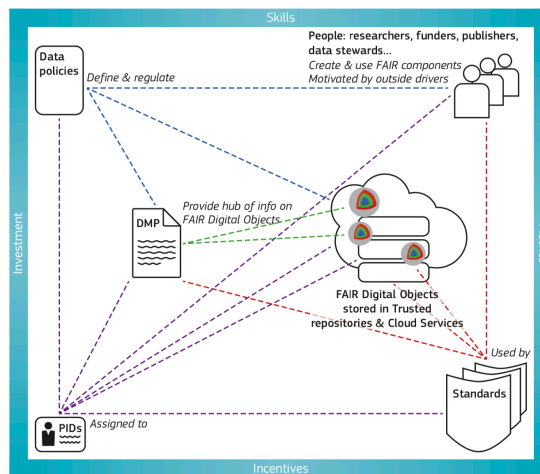 Skills
Data
policies
Define & regulate
People: researchers, funders, publishers,
data stewards...
Create & use FAIR components
Motivated by outside drivers
Investment
Provide hub of info on
FAIR Digital Objects
DMP
FAIR Digital Objects
stored in Trusted
repositories & Cloud Services
Used by
Standards
PIDs
Assigned to
Incentives